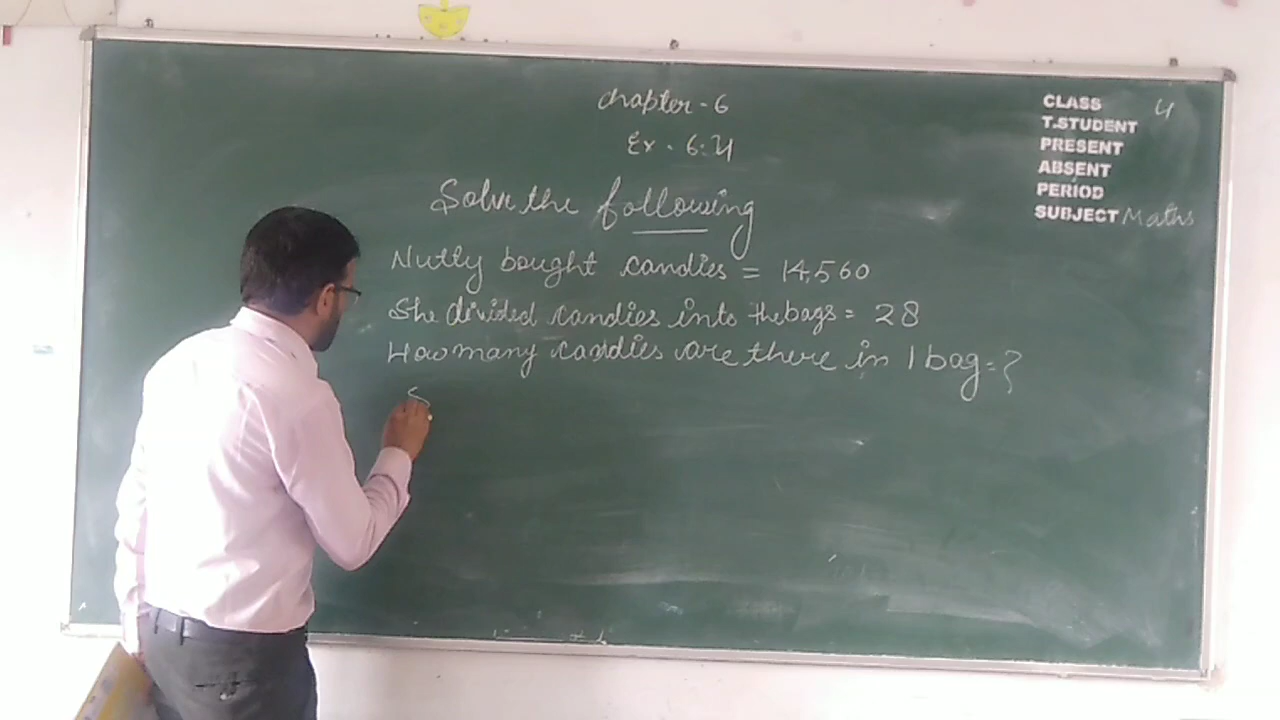 Chapter - 6
Ex - 6.4
Solve the following
Nutty bought candies = 14,560
She divided candies into the bags = 28
How many candies are there in 1 bag = ?
S
CLASS 4
T.STUDENT
PRESENT
ABSENT
PERIOD
SUBJECT Maths